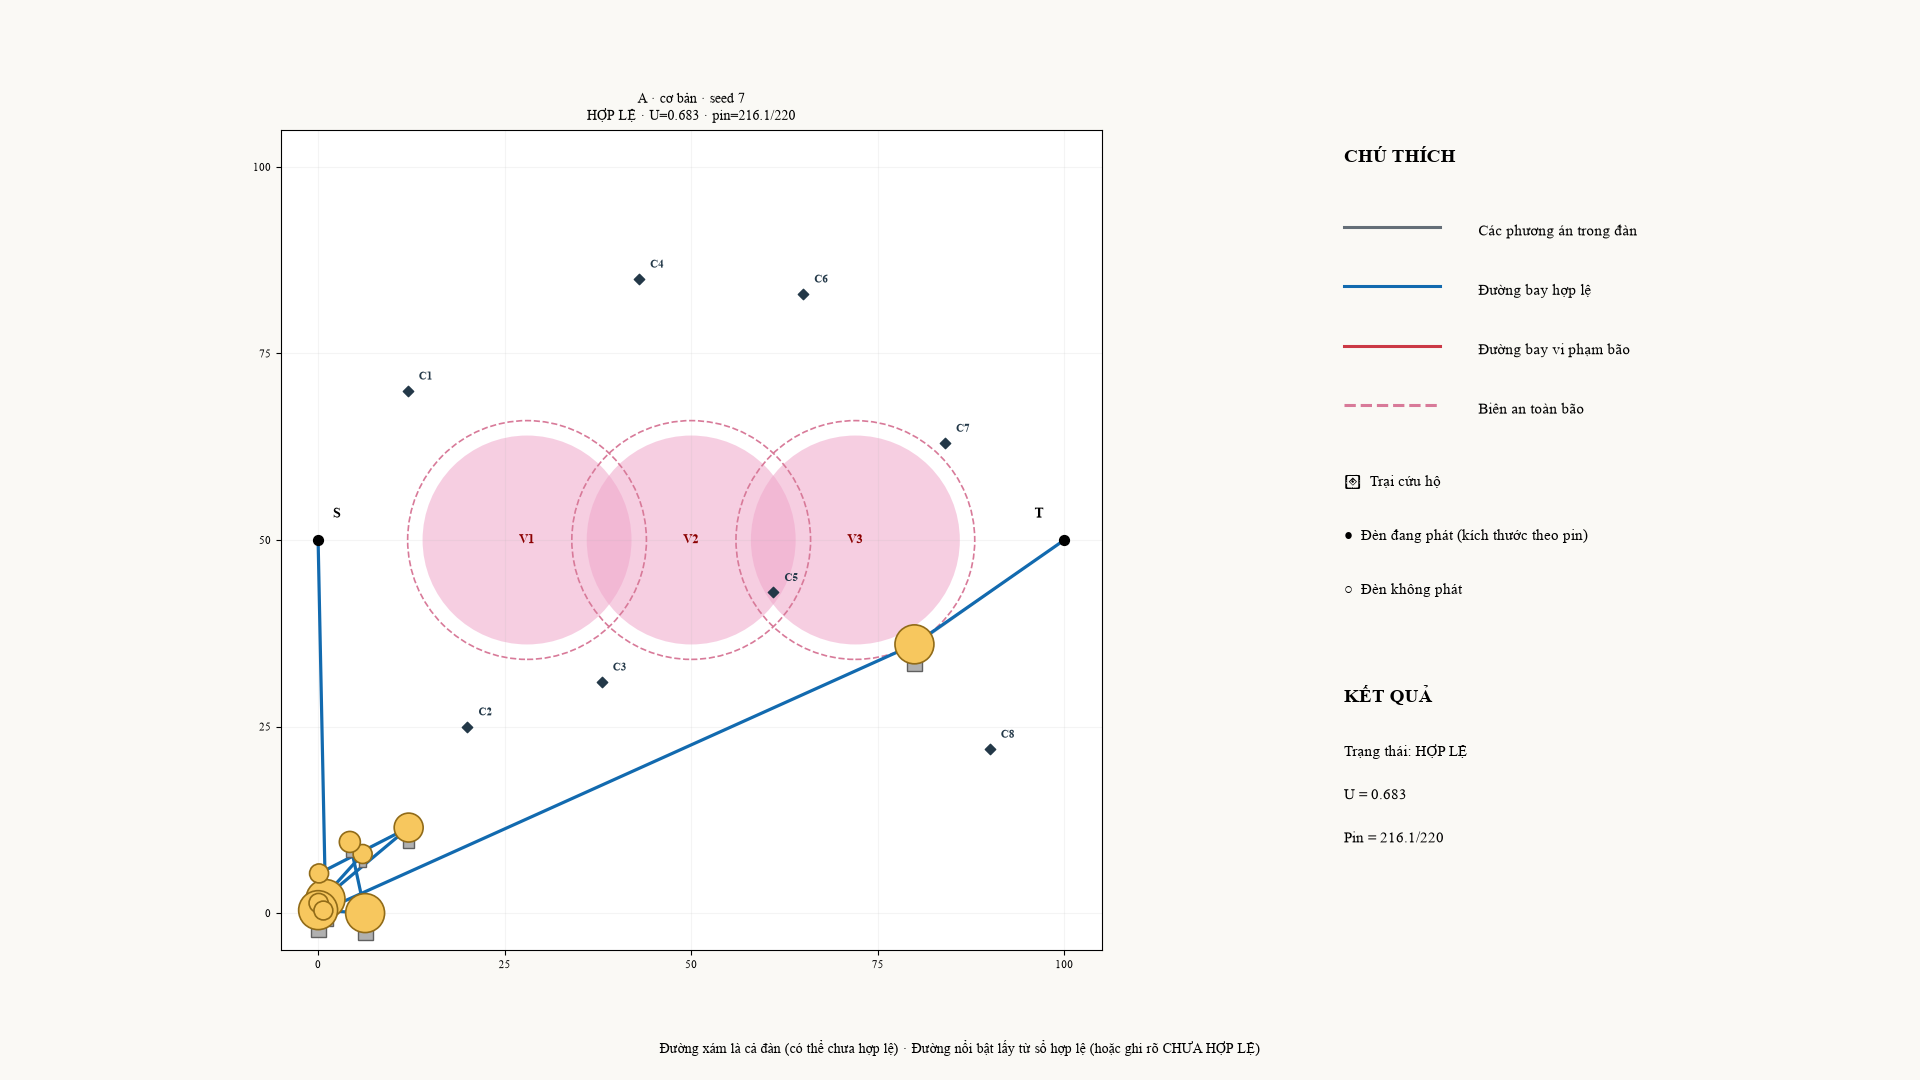 A · cơ bản · seed 7
HỢP LỆ · U=0.683 · pin=216.1/220
100
75
50
25
0
0
25
50
75
100
C4
C6
C1
C7
S
T
V1
V2
V3
C5
C3
C2
C8
CHÚ THÍCH
Các phương án trong đàn
Đường bay hợp lệ
Đường bay vi phạm bão
Biên an toàn bão
Trại cứu hộ
Đèn đang phát (kích thước theo pin)
Đèn không phát
KẾT QUẢ
Trạng thái: HỢP LỆ
U = 0.683
Pin = 216.1/220
Đường xám là cả đàn (có thể chưa hợp lệ) · Đường nổi bật lấy từ sổ hợp lệ (hoặc ghi rõ CHƯA HỢP LỆ)